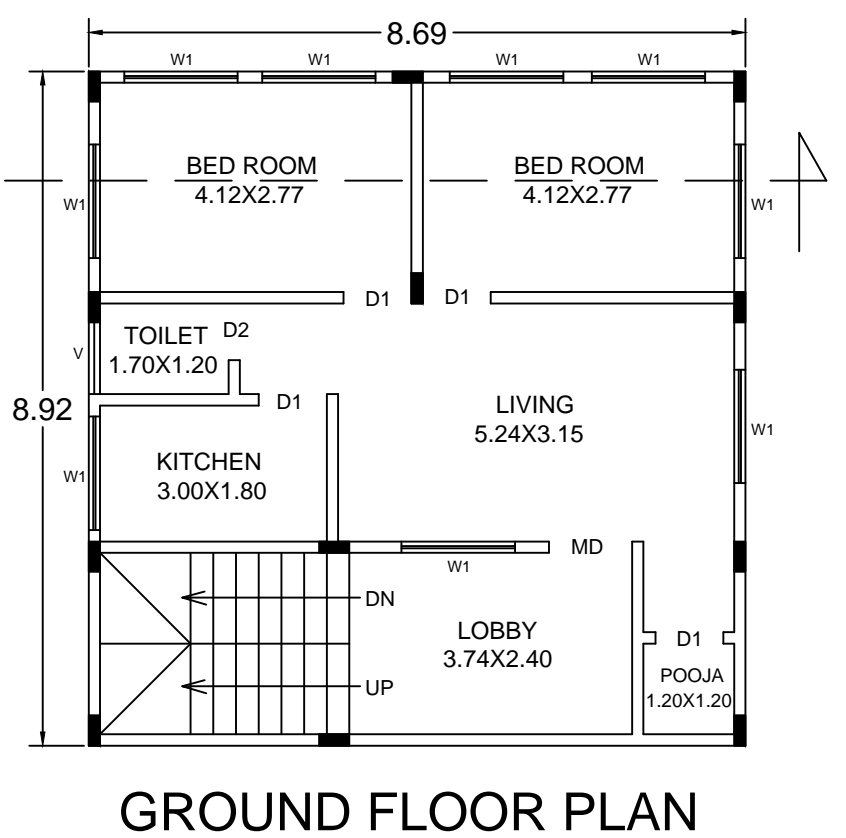 8.69
W1
W1
W1
W1
BED ROOM
4.12X2.77
BED ROOM
4.12X2.77
W1
W1
D1
D1
TOILET
1.70X1.20
D2
V
8.92
D1
LIVING
5.24X3.15
W1
KITCHEN
3.00X1.80
W1
MD
W1
DN
LOBBY
3.74X2.40
D1
UP
POOJA
1.20X1.20
GROUND FLOOR PLAN